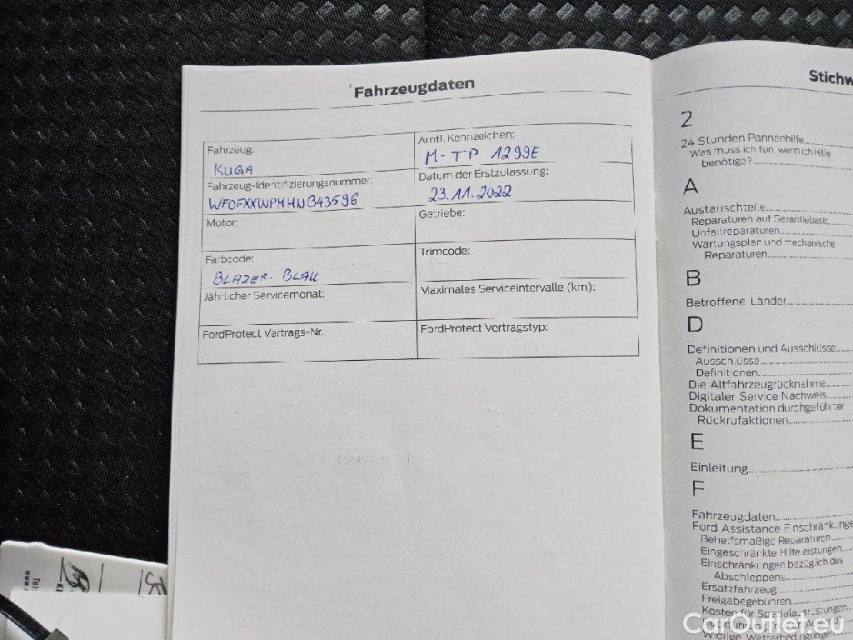 Fahrzeugdaten
Fahrzeug:
KUGA
Amtl. Kennzeichen:
M-TP 1299E
Fahrzeug-Identifizierungsnummer:
WF0FXXWPMHNB43596
Datum der Erstzulassung:
23.11.2022
Motor:
Getriebe:
Farbcode:
BLAZER-BLAU
Trimcode:
Jährlicher Servicemonat:
Maximales Serviceintervalle (km):
FordProtect Vertrags-Nr.
FordProtect Vertragstyp:
Stichw
2
24 Stunden Pannenhilfe
Was muss ich tun, wenn ich Hilfe
benötige?
A
Austauschteile
Reparaturen auf Garantiebasis
Unfallreparaturen
Wartungsplan und mechanische
Reparaturen
B
Betroffene Länder
D
Definitionen und Ausschlüsse
Ausschlüsse
Definitionen
Die Altfahrzeugrücknahme
Digitaler Service Nachweis
Dokumentation durchgeführter
Rückrufaktionen
E
Einleitung
F
Fahrzeugdaten
Ford Assistance Einschränkunge
Behelfsmäßige Reparaturen
Eingeschränkte Hilfeleistungen
Einschränkungen bezüglich des
Abschleppens
Ersatzfahrzeug
Freigabegebühren
Kosten für Spezialausrüstungen
CarOutlet.eu